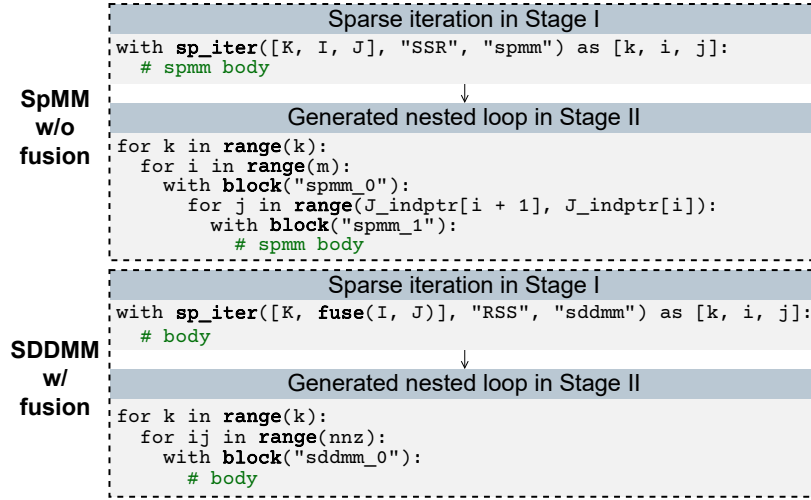 SpMM
w/o
fusion
Sparse iteration in Stage I
with sp_iter([K, I, J], "SSR", "spmm") as [k, i, j]:
# spmm body
Generated nested loop in Stage II
for k in range(k):
for i in range(m):
with block("spmm_0"):
for j in range(J_indptr[i + 1], J_indptr[i]):
with block("spmm_1"):
# spmm body
SDDMM
w/
fusion
Sparse iteration in Stage I
with sp_iter([K, fuse(I, J)], "RSS", "sddmm") as [k, i, j]:
# body
Generated nested loop in Stage II
for k in range(k):
for ij in range(nnz):
with block("sddmm_0"):
# body